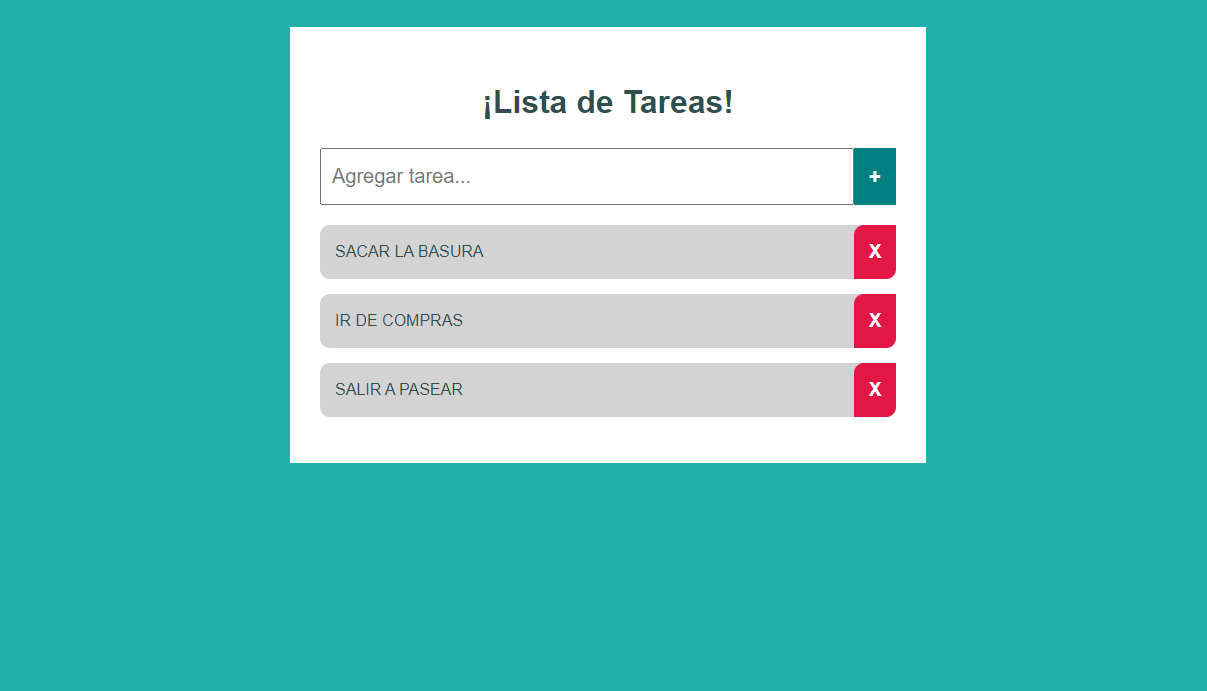 ¡Lista de Tareas!
Agregar tarea... +
SACAR LA BASURA X
IR DE COMPRAS X
SALIR A PASEAR X